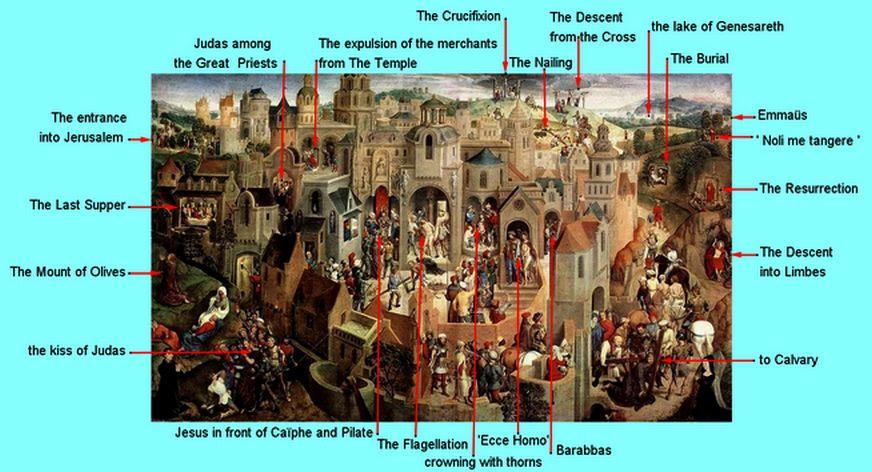 The Crucifixion
The Descent
from the Cross
the lake of Genesareth
Judas among
the Great Priests
The expulsion of the merchants
from The Temple
The Nailing
The Burial
The entrance
into Jerusalem
Emmaüs
' Noli me tangere '
The Last Supper
The Resurrection
The Mount of Olives
The Descent
into Limbes
the kiss of Judas
to Calvary
Jesus in front of Caïphe and Pilate
The Flagellation
'Ecce Homo'
Barabbas
crowning with thorns